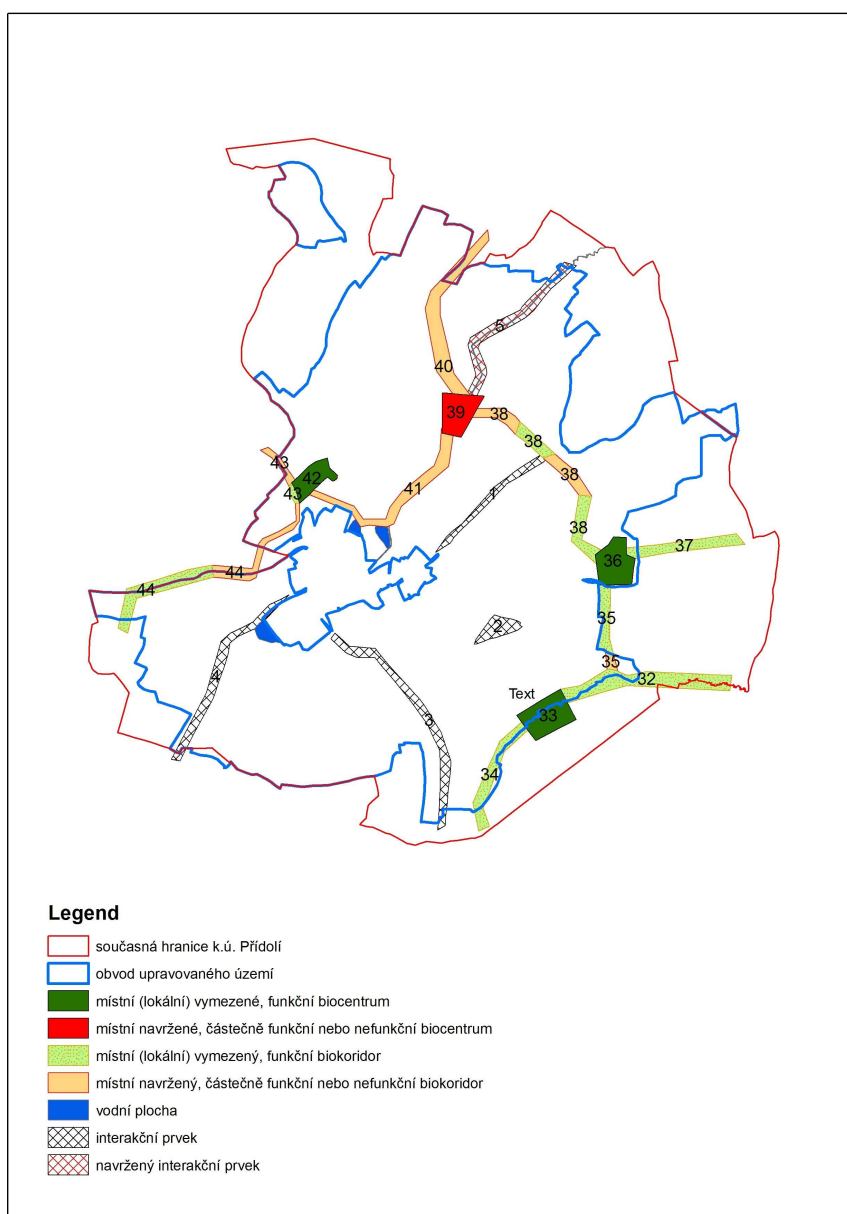 5
40
39
38
38
43
42
38
41
43
1
38
37
36
44
44
35
2
35
4
32
Text
33
3
34
Legend
současná hranice k.ú. Přídolí
obvod upravovaného území
místní (lokální) vymezené, funkční biocentrum
místní navržené, částečně funkční nebo nefunkční biocentrum
místní (lokální) vymezený, funkční biokoridor
místní navržený, částečně funkční nebo nefunkční biokoridor
vodní plocha
interakční prvek
navržený interakční prvek